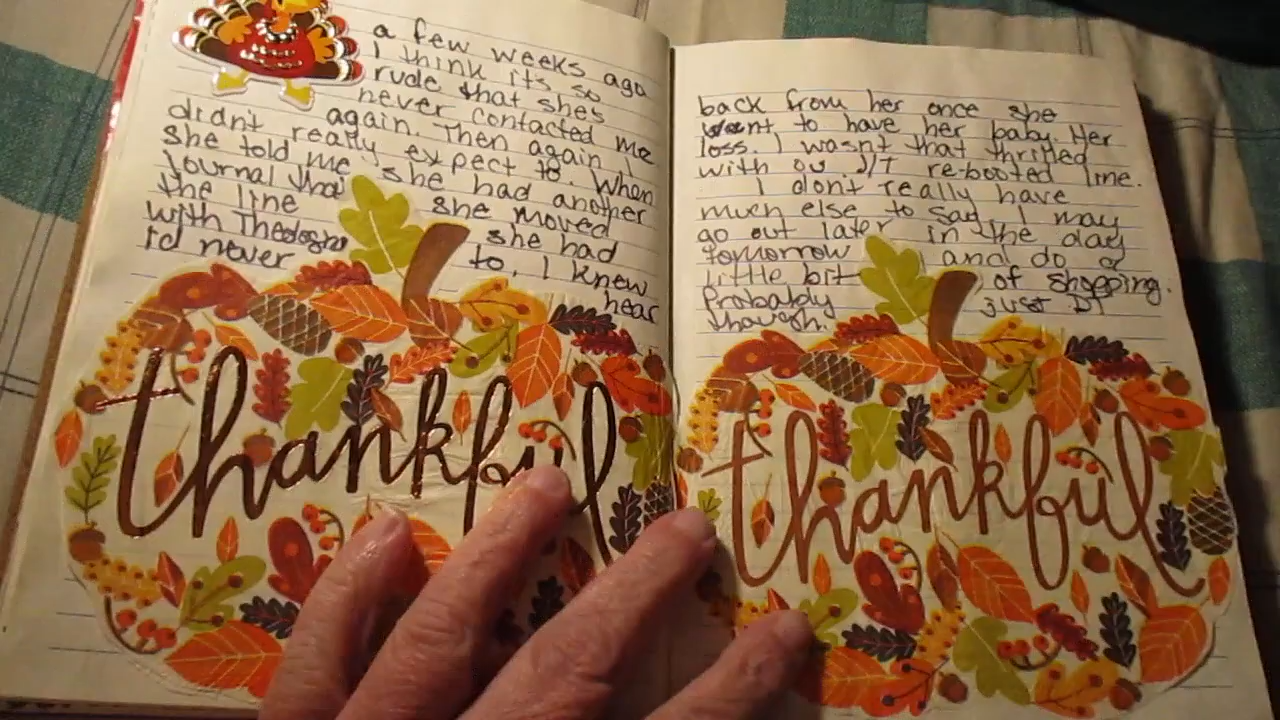 a few weeks ago
I think its so
rude that shes
never contacted me
again. Then again I
didn't really expect to. When
she told me she had another
Journal tha
the line she moved
with she had
I'd never to. I knew
hear
thankful
back from her once she
went to have her baby. Her
loss. I wasn't that thrilled
with ou J/T re-booted line.
I don't really have
much else to say. I may
go out later in the day
tomorrow and do a
little bit of shopping.
Probably just DT
though.
thankful